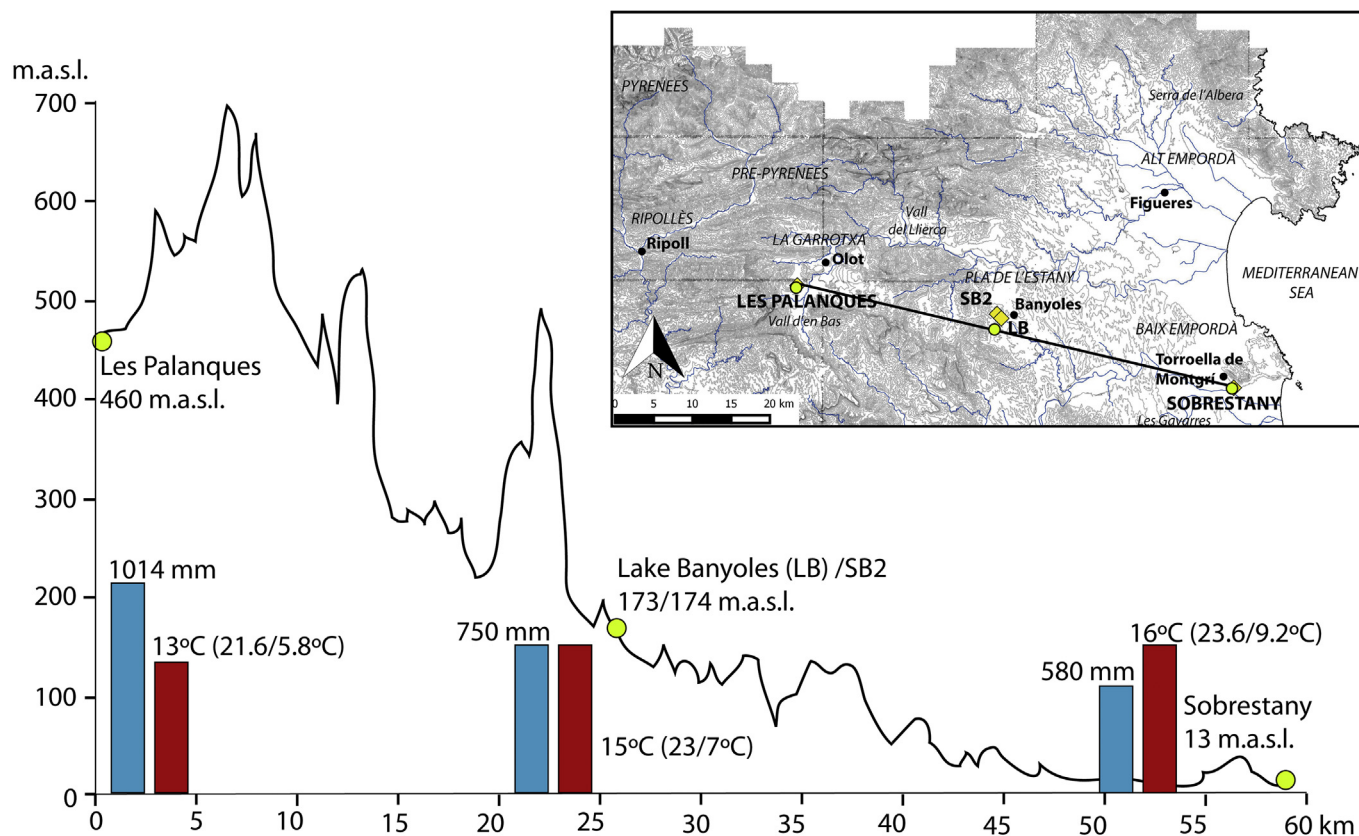 m.a.s.l.
700
600
500
400
300
200
100
0
0
5
10
15
20
25
30
35
40
45
50
55
60 km
Les Palanques
460 m.a.s.l.
1014 mm
13ºC (21.6/5.8ºC)
750 mm
15ºC (23/7ºC)
Lake Banyoles (LB) /SB2
173/174 m.a.s.l.
580 mm
16ºC (23.6/9.2ºC)
Sobrestany
13 m.a.s.l.
PYRENEES
Serra de l'Albera
ALT EMPORDÀ
PRE-PYRENEES
Figueres
RIPOLLÈS
Ripoll
Vall
del Llierca
LA GARROTXA
Olot
MEDITERRANEAN
SEA
PLA DE L'ESTANY
LES PALANQUES
SB2
Banyoles
Vall d'en Bas
LB
BAIX EMPORDÀ
Torroella de
Montgrí
SOBRESTANY
Les Gavarres
N
0 5 10 15 20 km